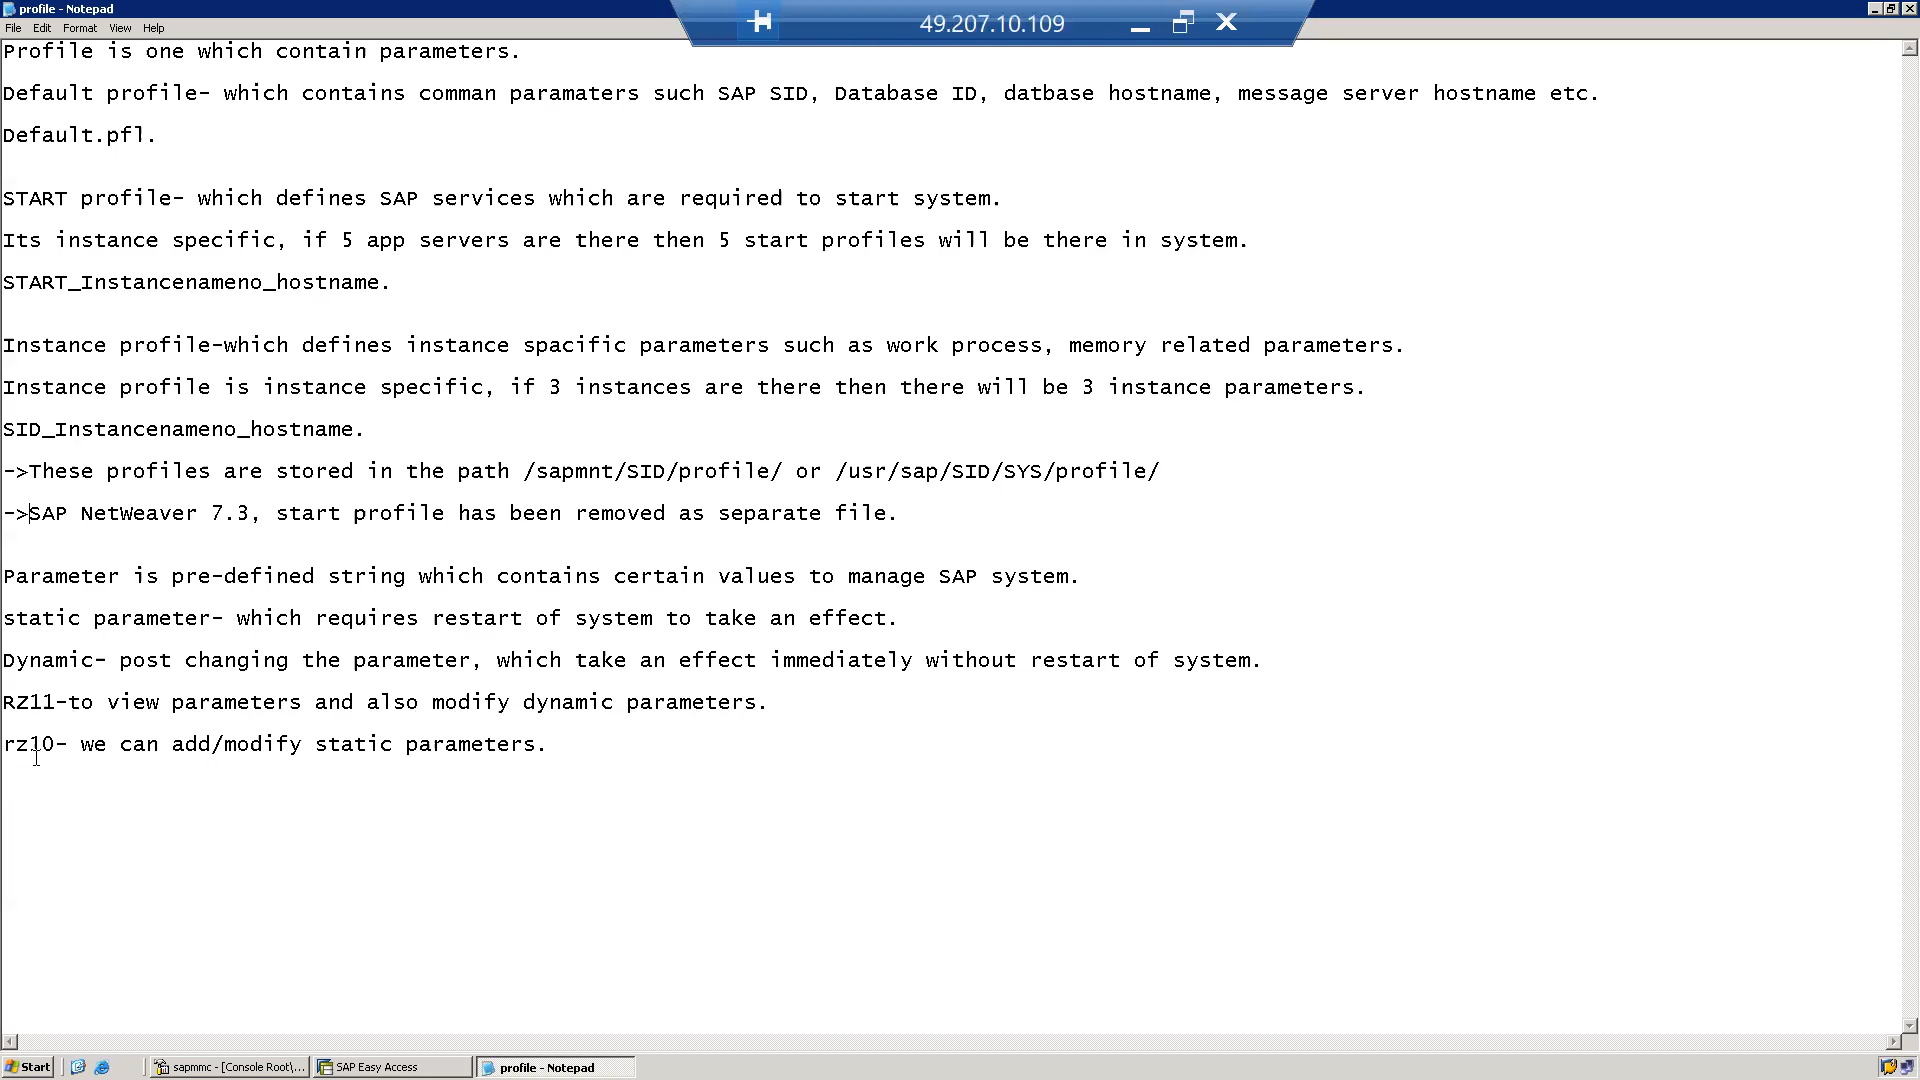 profile - Notepad
49.207.10.109
File Edit Format View Help
Profile is one which contain parameters.
Default profile- which contains comman paramaters such SAP SID, Database ID, datbase hostname, message server hostname etc.
Default.pfl.
START profile- which defines SAP services which are required to start system.
Its instance specific, if 5 app servers are there then 5 start profiles will be there in system.
START_Instancenameno_hostname.
Instance profile-which defines instance spacific parameters such as work process, memory related parameters.
Instance profile is instance specific, if 3 instances are there then there will be 3 instance parameters.
SID_Instancenameno_hostname.
->These profiles are stored in the path /sapmnt/SID/profile/ or /usr/sap/SID/SYS/profile/
->SAP NetWeaver 7.3, start profile has been removed as separate file.
Parameter is pre-defined string which contains certain values to manage SAP system.
static parameter- which requires restart of system to take an effect.
Dynamic- post changing the parameter, which take an effect immediately without restart of system.
RZ11-to view parameters and also modify dynamic parameters.
rz10- we can add/modify static parameters.
Start sapmmc - [Console Root\... SAP Easy Access profile - Notepad